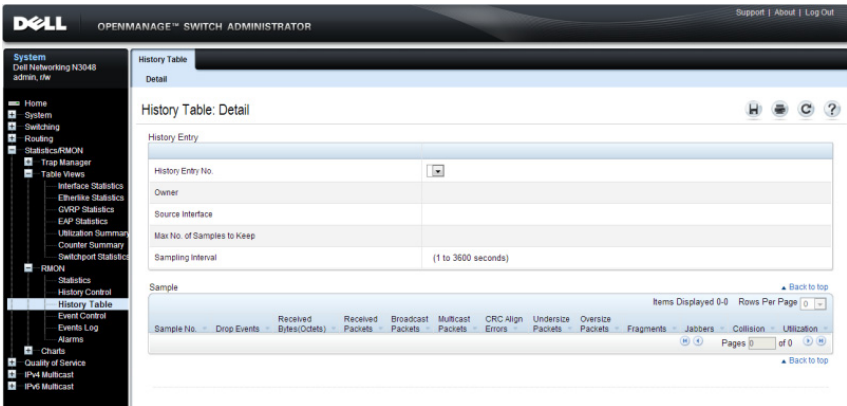 DELL OPENMANAGE™ SWITCH ADMINISTRATOR
Support | About | Log Out
System
Dell Networking N3048
admin, r/w
Home
System
Switching
Routing
Statistics/RMON
Trap Manager
Table Views
Interface Statistics
Etherlike Statistics
GVRP Statistics
EAP Statistics
Utilization Summary
Counter Summary
Switchport Statistics
RMON
Statistics
History Control
History Table
Event Control
Events Log
Alarms
Charts
Quality of Service
IPv4 Multicast
IPv6 Multicast
History Table
Detail
History Table: Detail
History Entry
History Entry No.
Owner
Source Interface
Max No. of Samples to Keep
Sampling Interval (1 to 3600 seconds)
Sample
Back to top
Items Displayed 0-0 Rows Per Page 0
Sample No. Drop Events Received Bytes(Octets) Received Packets Broadcast Packets Multicast Packets CRC Align Errors Undersize Packets Oversize Packets Fragments Jabbers Collision Utilization
Pages 0 of 0
Back to top